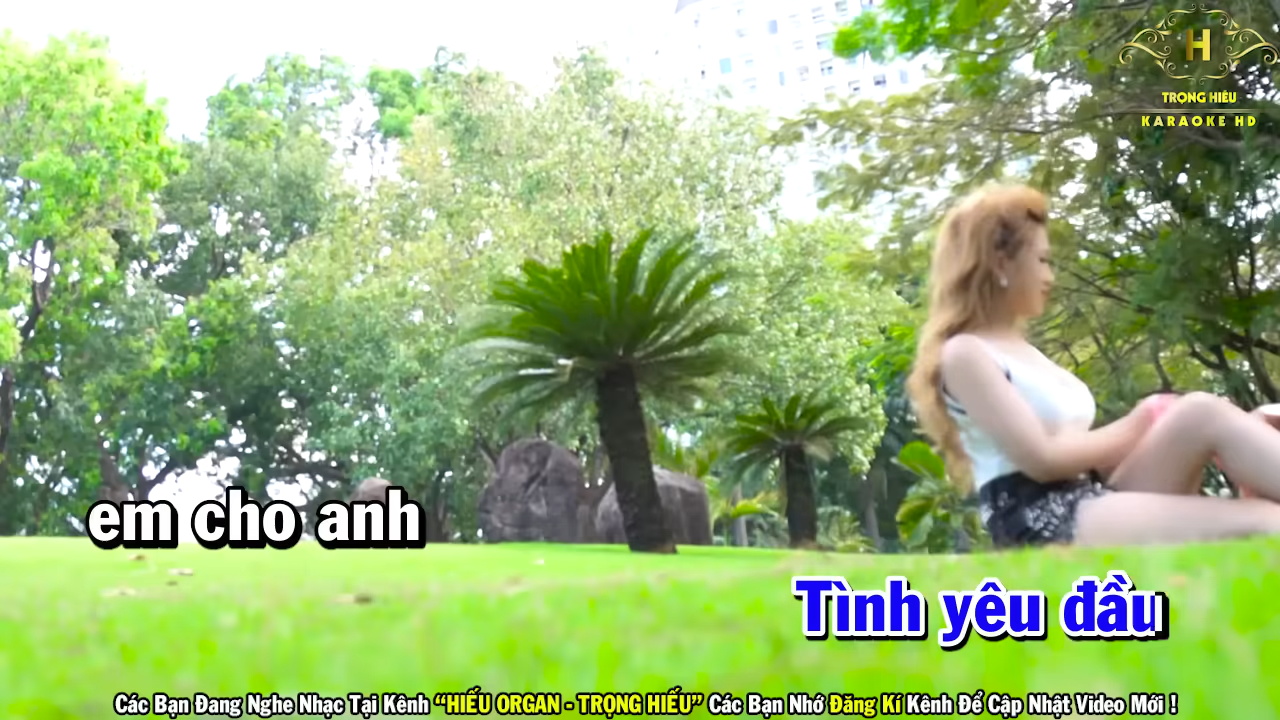 H
TRỌNG HIẾU
KARAOKE HD
em cho anh
Tình yêu đầu
Các Bạn Đang Nghe Nhạc Tại Kênh “HIẾU ORGAN - TRỌNG HIẾU” Các Bạn Nhớ Đăng Kí Kênh Để Cập Nhật Video Mới !